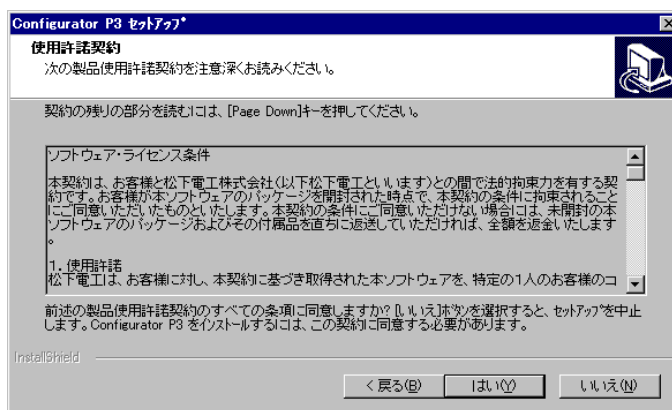 Configurator P3 ｾｯﾄｱｯﾌﾟ
使用許諾契約
次の製品使用許諾契約を注意深くお読みください。
契約の残りの部分を読むには、[Page Down]ｷｰを押してください。
ソフトウェア・ライセンス条件
本契約は、お客様と松下電工株式会社(以下松下電工といいます)との間で法的拘束力を有する契
約です。お客様が本ソフトウェアのパッケージを開封された時点で、本契約の条件に拘束されること
にご同意いただいたものといたします。本契約の条件にご同意いただけない場合には、未開封の本
ソフトウェアのパッケージおよびその付属品を直ちに返送していただければ、全額を返金いたします
。
1. 使用許諾
松下電工は、お客様に対し、本契約に基づき取得された本ソフトウェアを、特定の1人のお客様のコ
前述の製品使用許諾契約のすべての条項に同意しますか? [いいえ]ﾎﾞﾀﾝを選択すると、ｾｯﾄｱｯﾌﾟを中止
します。Configurator P3 をｲﾝｽﾄｰﾙするには、この契約に同意する必要があります。
InstallShield
< 戻る(B)
はい(Y)
いいえ(N)